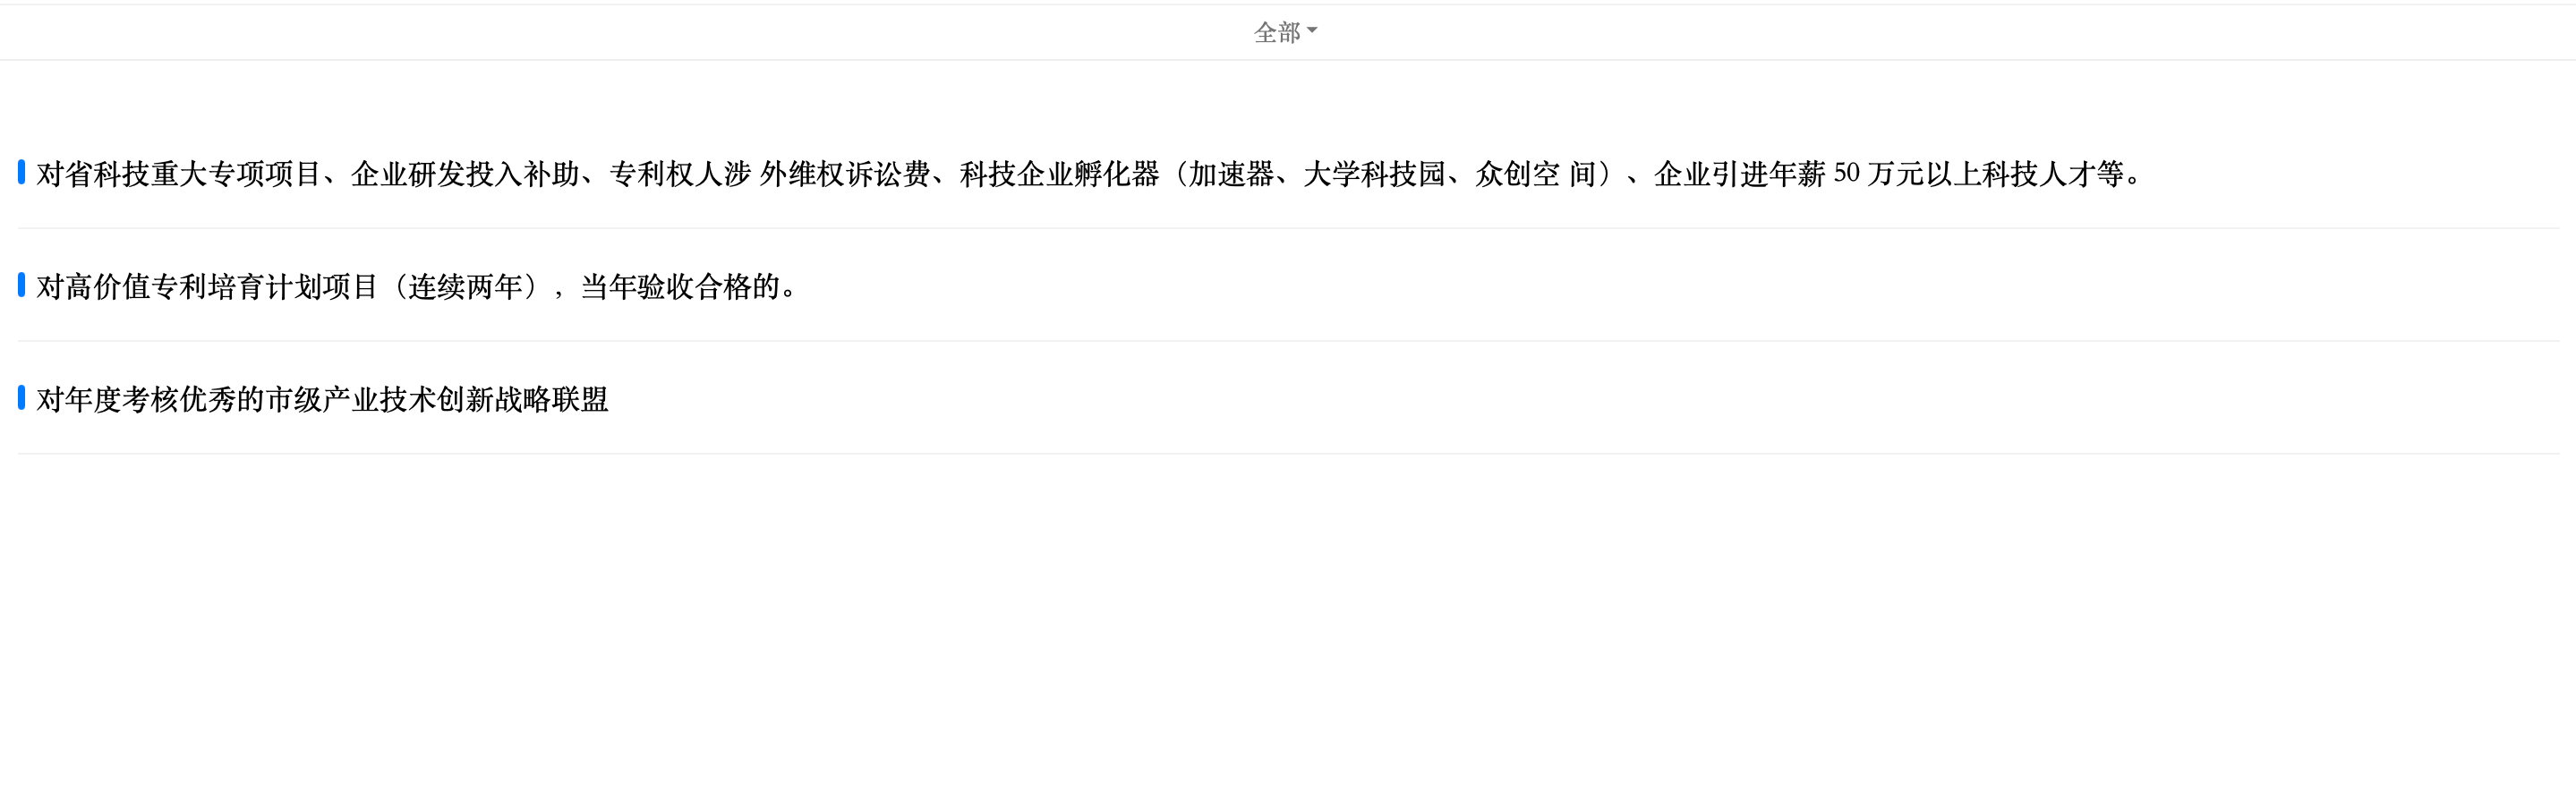 全部
对省科技重大专项项目、企业研发投入补助、专利权人涉 外维权诉讼费、科技企业孵化器（加速器、大学科技园、众创空 间）、企业引进年薪 50 万元以上科技人才等。
对高价值专利培育计划项目（连续两年），当年验收合格的。
对年度考核优秀的市级产业技术创新战略联盟